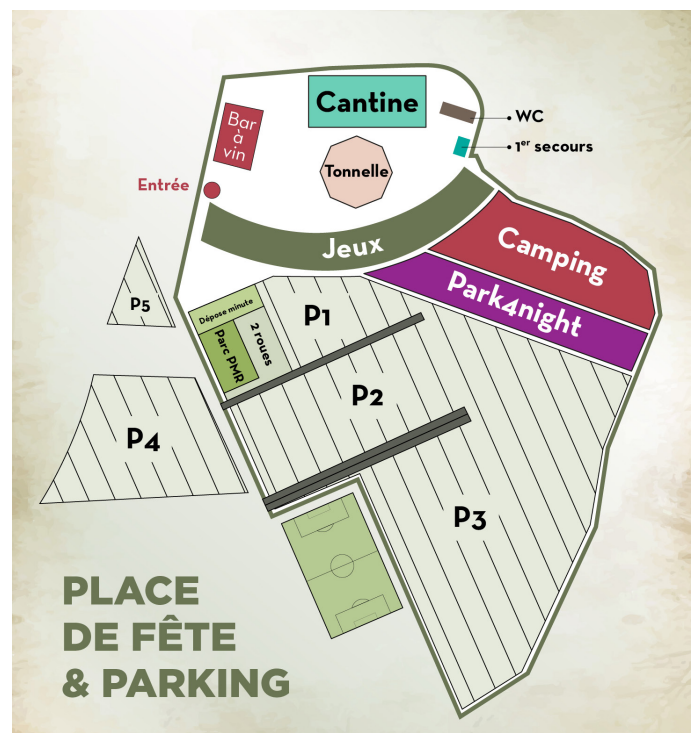 Cantine
WC
Bar
à
vin
1er secours
Tonnelle
Entrée
Jeux
Camping
Park4night
P5
Dépose minute
P1
2 roues
Parc PMR
P2
P4
P3
PLACE
DE FÊTE
& PARKING